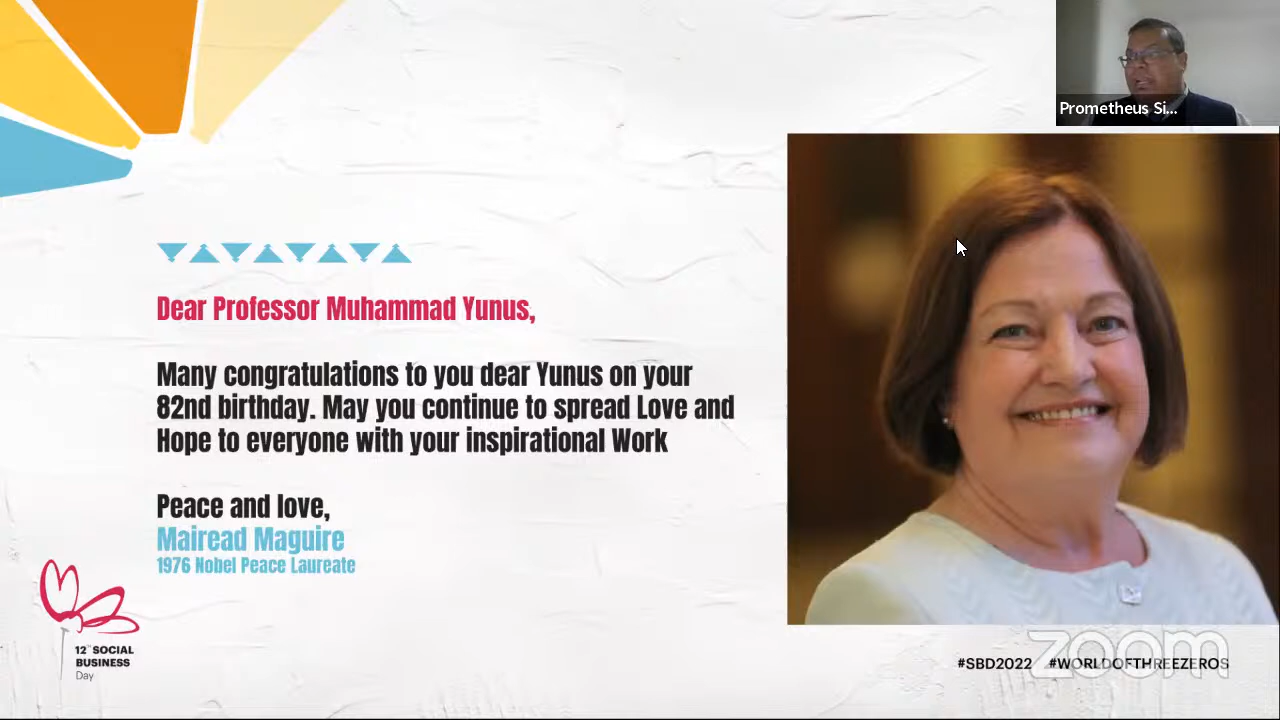 Prometheus Si...
Dear Professor Muhammad Yunus,
Many congratulations to you dear Yunus on your
82nd birthday. May you continue to spread Love and
Hope to everyone with your inspirational Work
Peace and love,
Mairead Maguire
1976 Nobel Peace Laureate
12 SOCIAL
BUSINESS
Day
#SBD2022 #WORLDOFTHREEZEROS
zoom